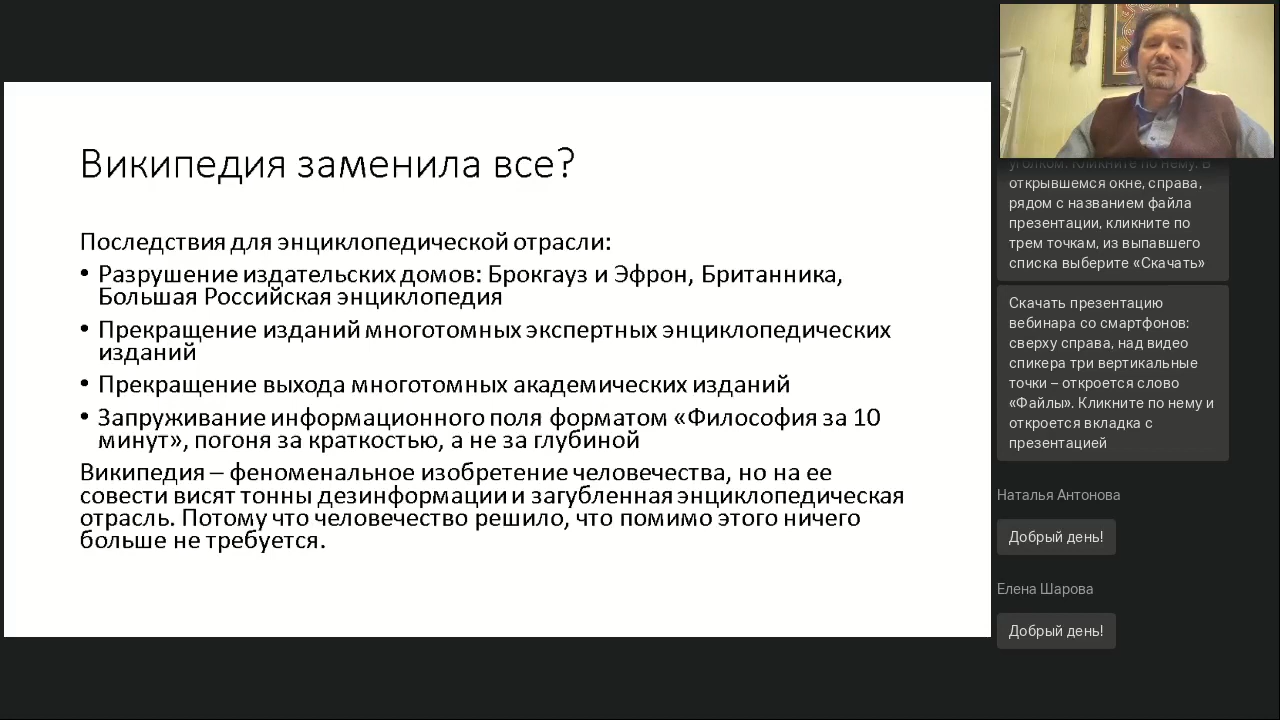 Википедия заменила все?
Последствия для энциклопедической отрасли:
• Разрушение издательских домов: Брокгауз и Эфрон, Британника,
Большая Российская энциклопедия
• Прекращение изданий многотомных экспертных энциклопедических
изданий
• Прекращение выхода многотомных академических изданий
• Запруживание информационного поля форматом «Философия за 10
минут», погоня за краткостью, а не за глубиной
Википедия – феноменальное изобретение человечества, но на ее
совести висят тонны дезинформации и загубленная энциклопедическая
отрасль. Потому что человечество решило, что помимо этого ничего
больше не требуется.
уголком. Кликните по нему. В
открывшемся окне, справа,
рядом с названием файла
презентации, кликните по
трем точкам, из выпавшего
списка выберите «Скачать»
Скачать презентацию
вебинара со смартфонов:
сверху справа, над видео
спикера три вертикальные
точки – откроется слово
«Файлы». Кликните по нему и
откроется вкладка с
презентацией
Наталья Антонова
Добрый день!
Елена Шарова
Добрый день!